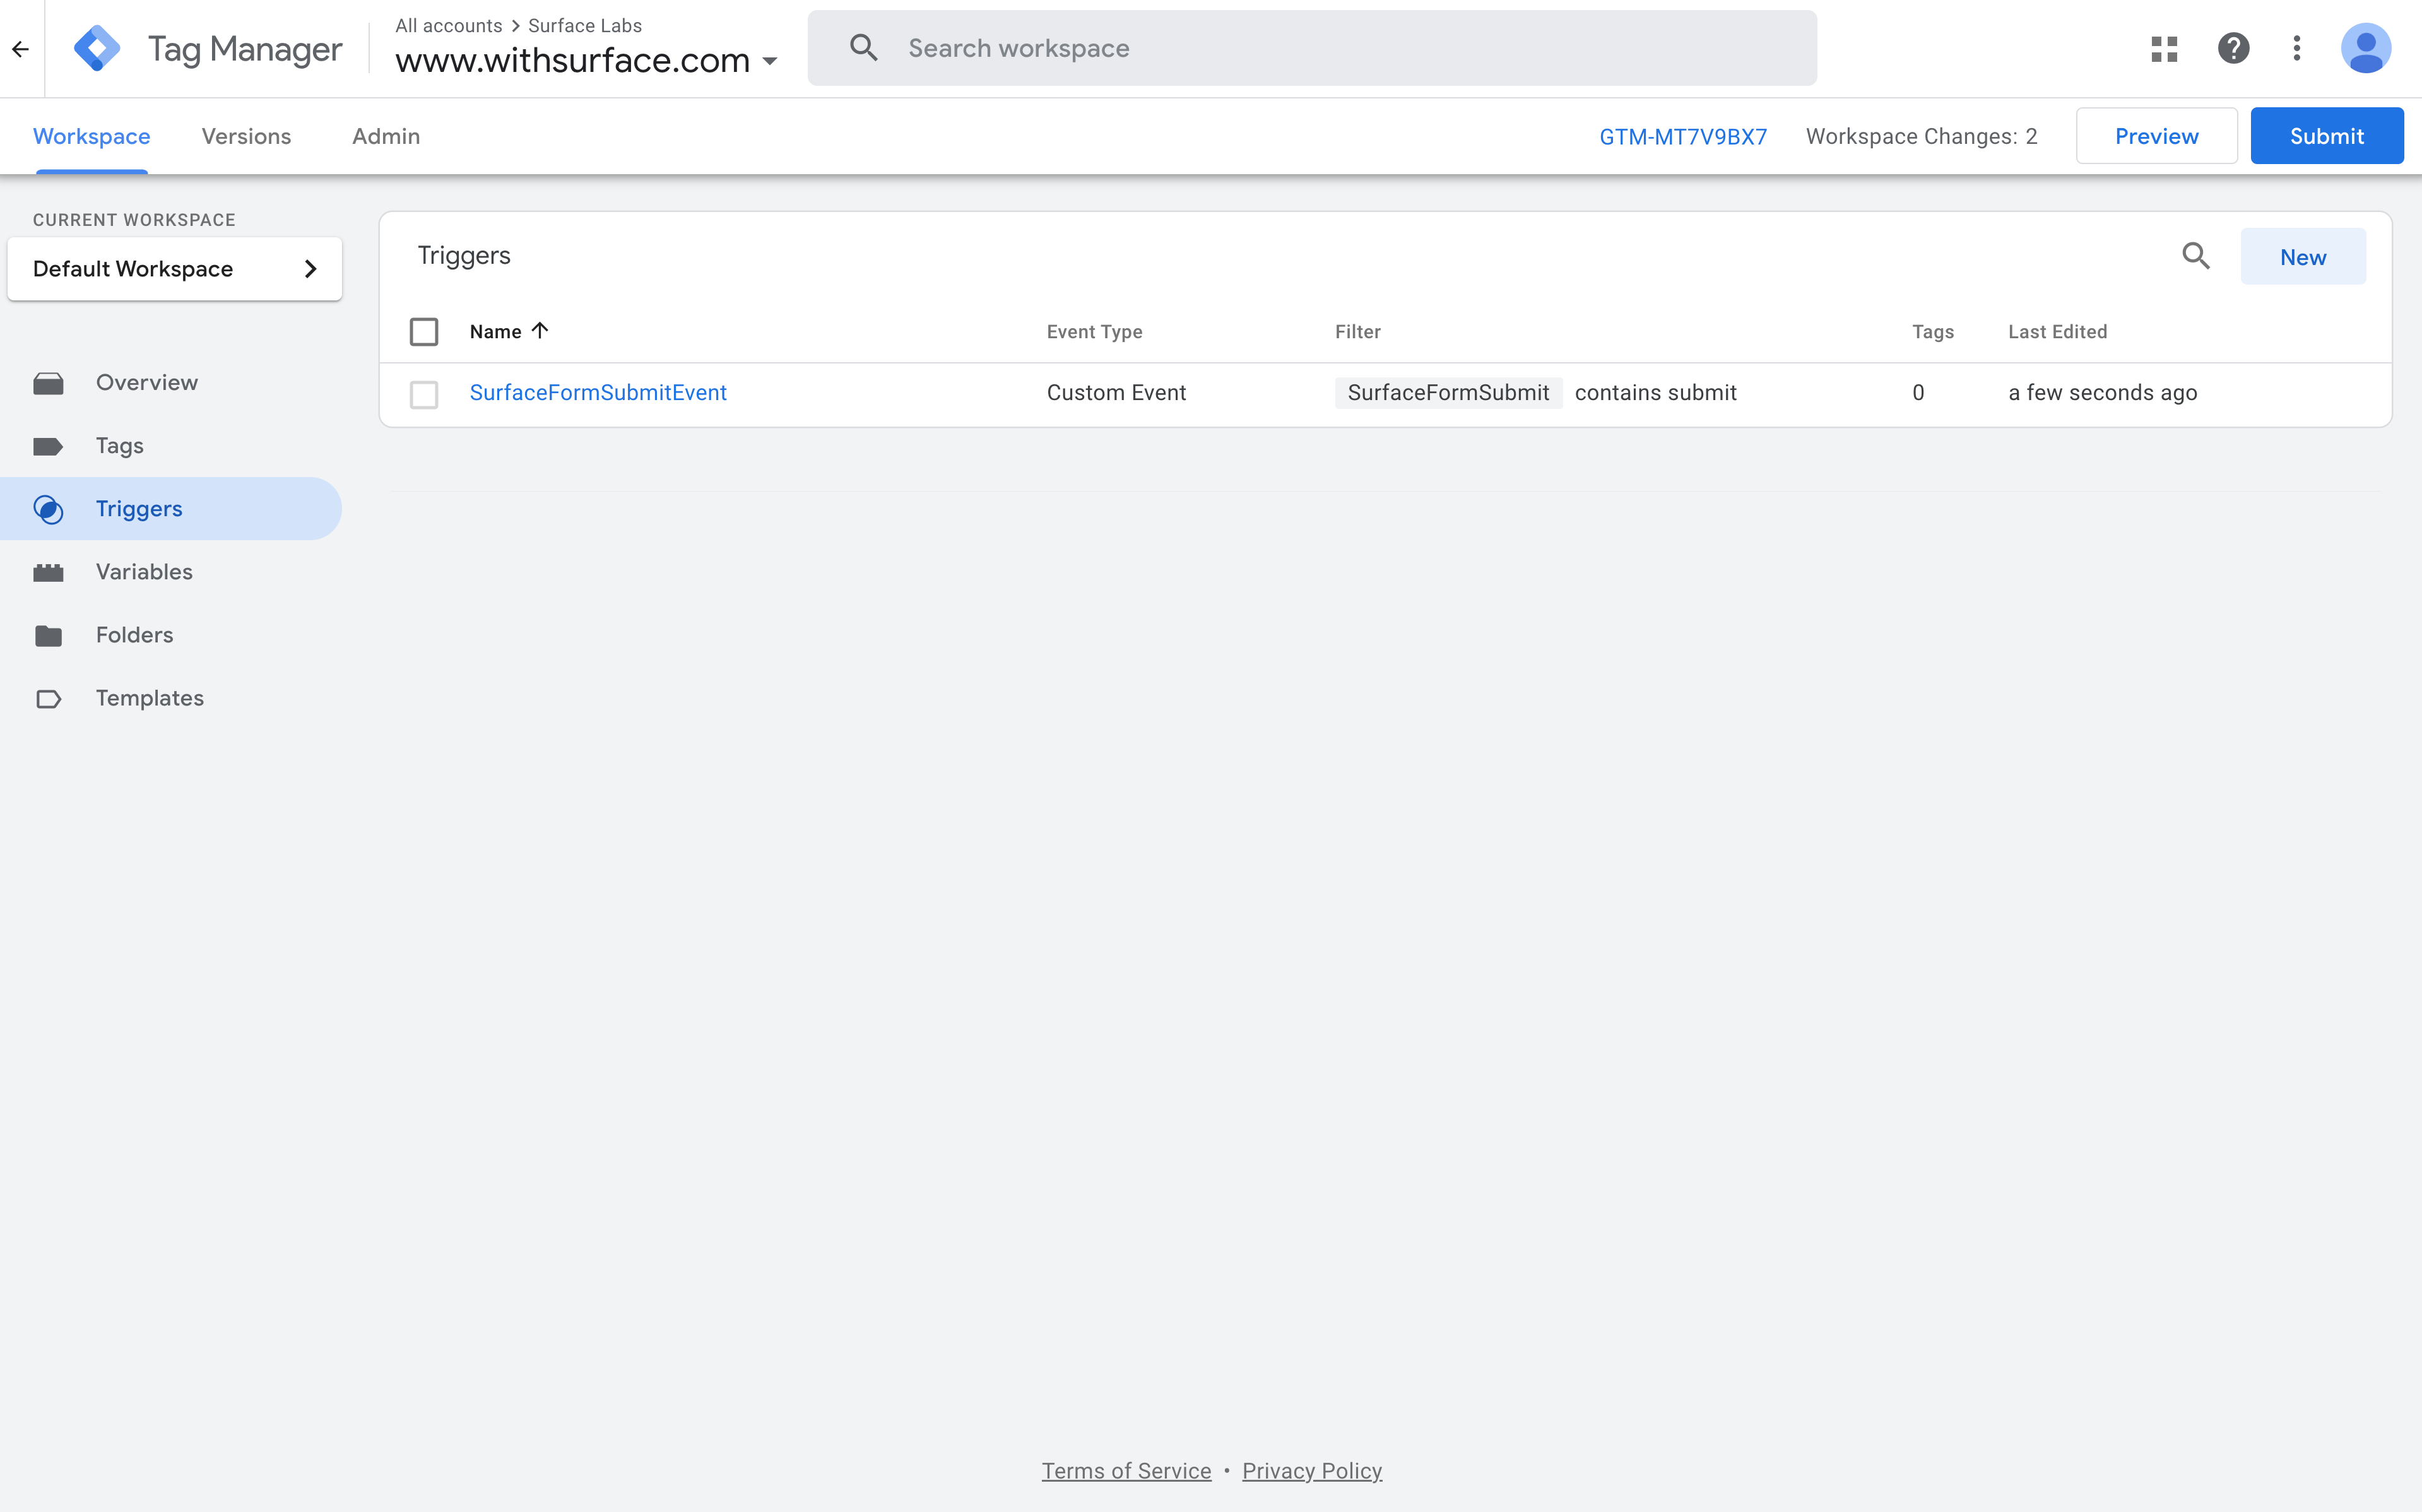 Tag Manager
All accounts > Surface Labs
www.withsurface.com
Search workspace
Workspace
Versions
Admin
GTM-MT7V9BX7
Workspace Changes: 2
Preview
Submit
CURRENT WORKSPACE
Default Workspace
Overview
Tags
Triggers
Variables
Folders
Templates
Triggers
New
Name
Event Type
Filter
Tags
Last Edited
SurfaceFormSubmitEvent
Custom Event
SurfaceFormSubmit contains submit
0
a few seconds ago
Terms of Service • Privacy Policy